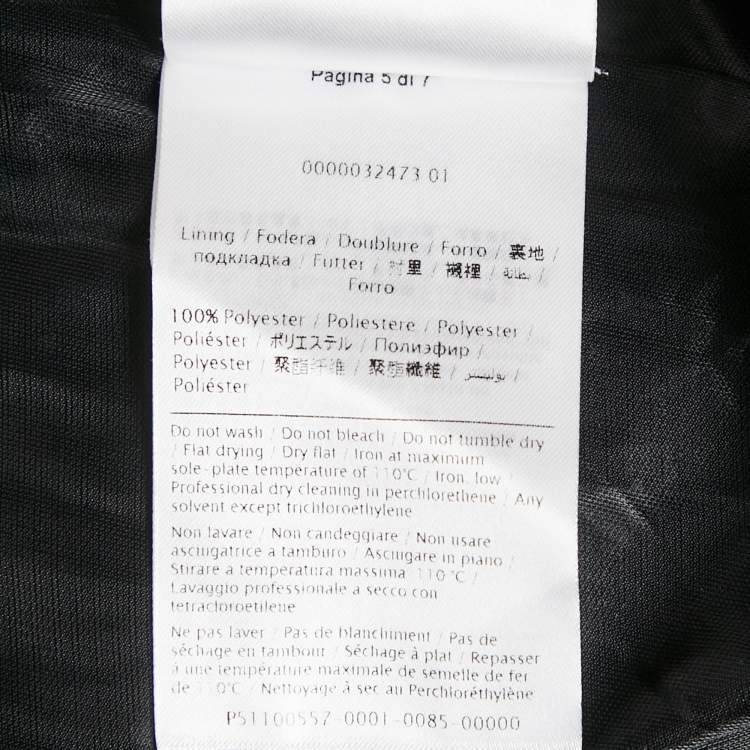 Pagina 5 di 7
0000032473 01
Lining / Fodera / Doublure / Forro / 裏地 /
подкладка / Futter / 衬里 / 襯裡 / بطانة /
Forro
100% Polyester / Poliestere / Polyester /
Poliéster / ポリエステル / Полиэфир /
Polyester / 聚酯纤维 / 聚酯纖維 / بوليستر /
Poliéster
Do not wash / Do not bleach / Do not tumble dry
/ Flat drying / Dry flat / Iron at maximum
sole-plate temperature of 110°C / Iron, low /
Professional dry cleaning in perchlorethene / Any
solvent except trichloroethylene
Non lavare / Non candeggiare / Non usare
asciugatrice a tamburo / Asciugare in piano /
Stirare a temperatura massima 110°C /
Lavaggio professionale a secco con
tetracloroetilene
Ne pas laver / Pas de blanchiment / Pas de
séchage en tambour / Séchage à plat / Repasser
à une température maximale de semelle de fer
de 110°C / Nettoyage à sec au Perchloréthylène
P51100557-0001-0085-00000